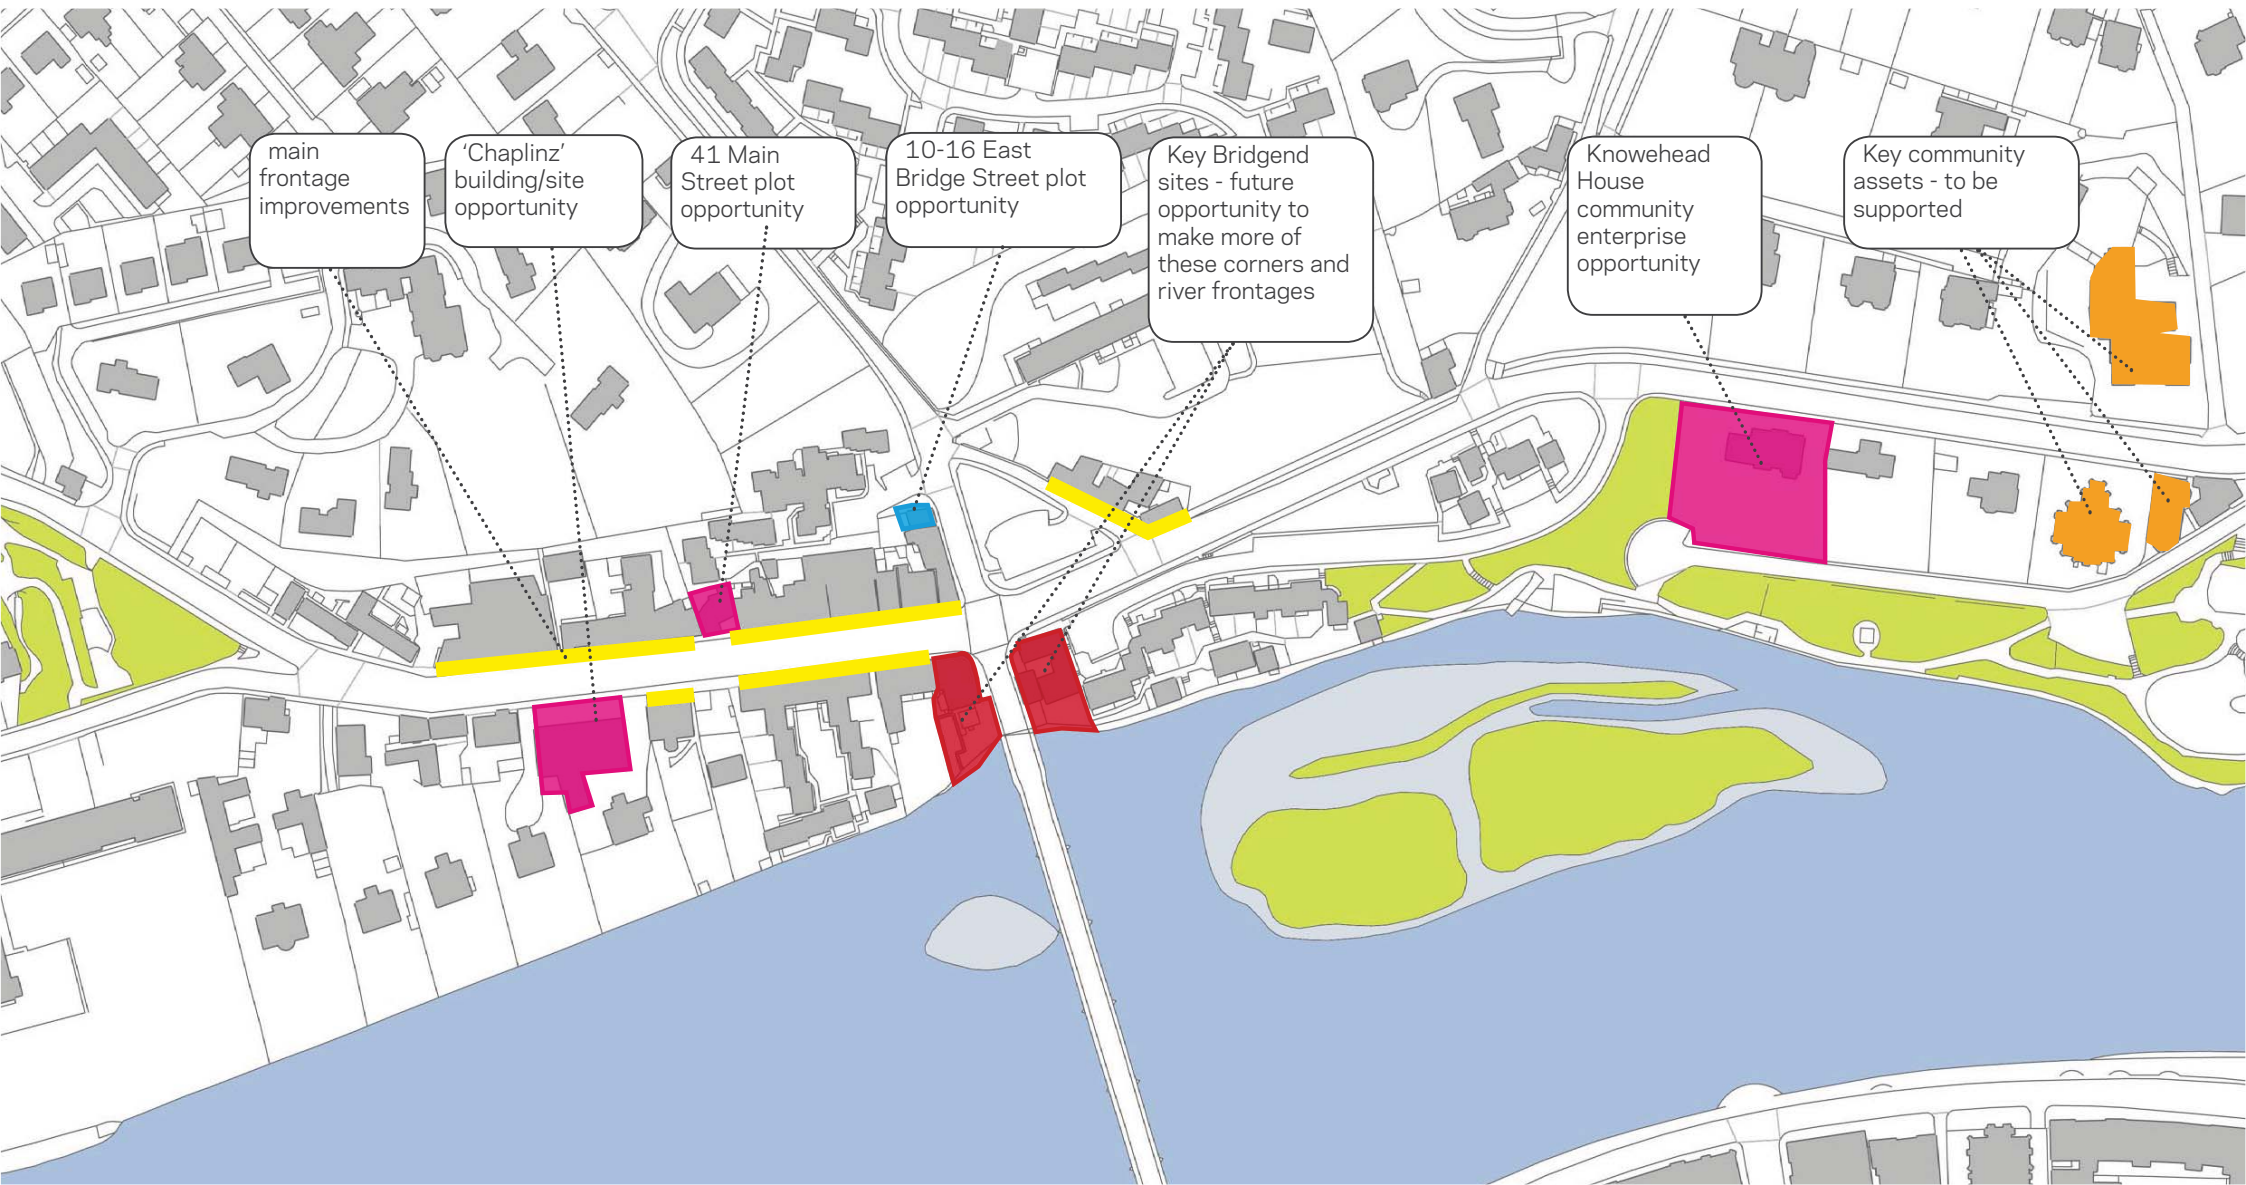 main
frontage
improvements
‘Chaplinz’
building/site
opportunity
41 Main
Street plot
opportunity
10-16 East
Bridge Street plot
opportunity
Key Bridgend
sites - future
opportunity to
make more of
these corners and
river frontages
Knowehead
House
community
enterprise
opportunity
Key community
assets - to be
supported